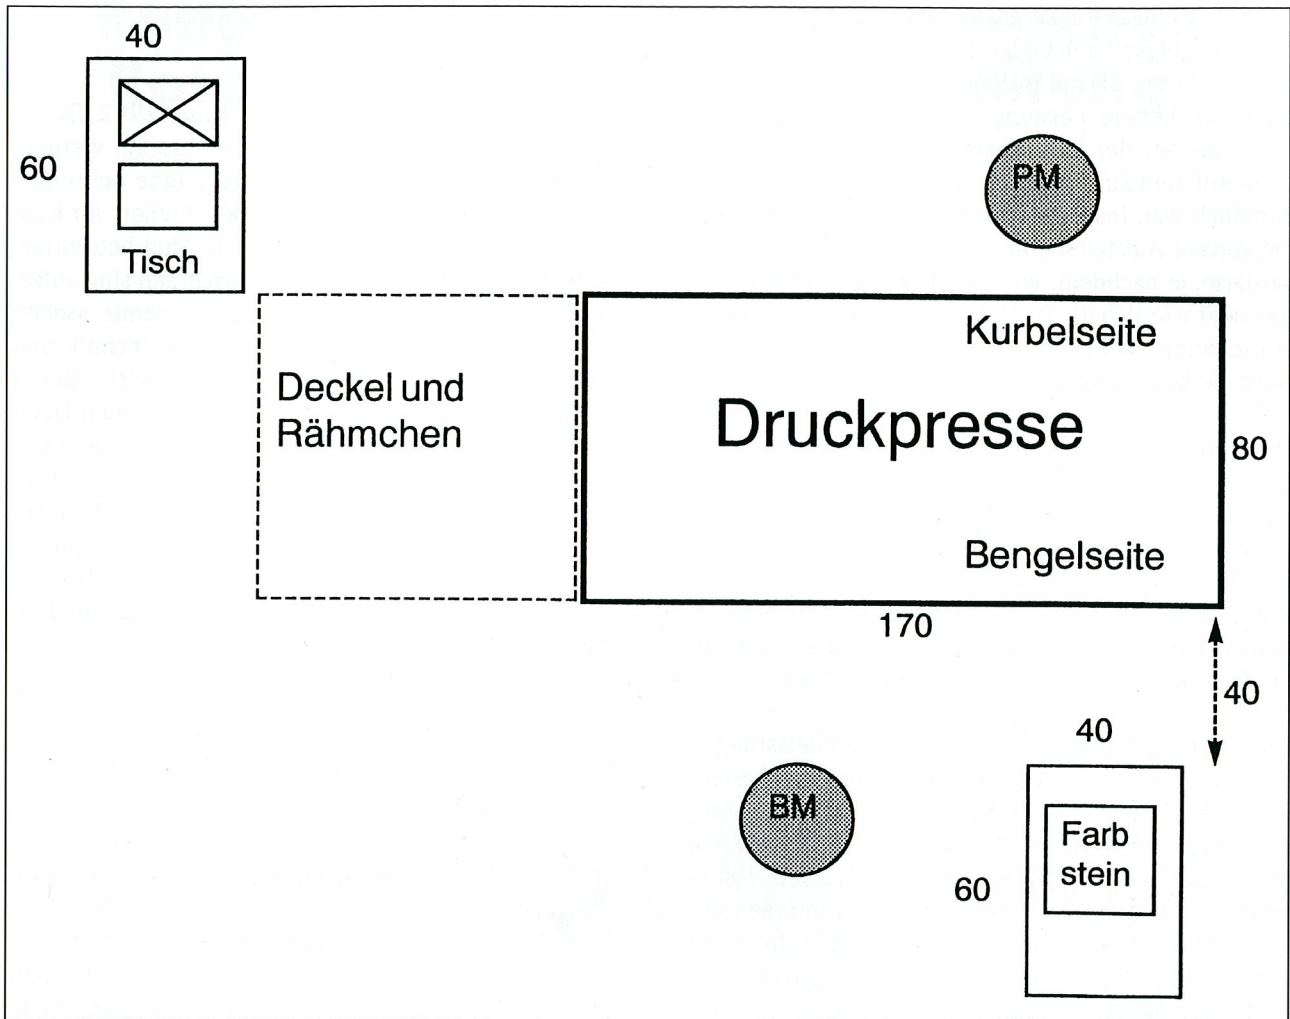 40
60
Tisch
PM
Deckel und
Rähmchen
Kurbelseite
Druckpresse
80
Bengelseite
170
40
40
BM
60
Farb
stein